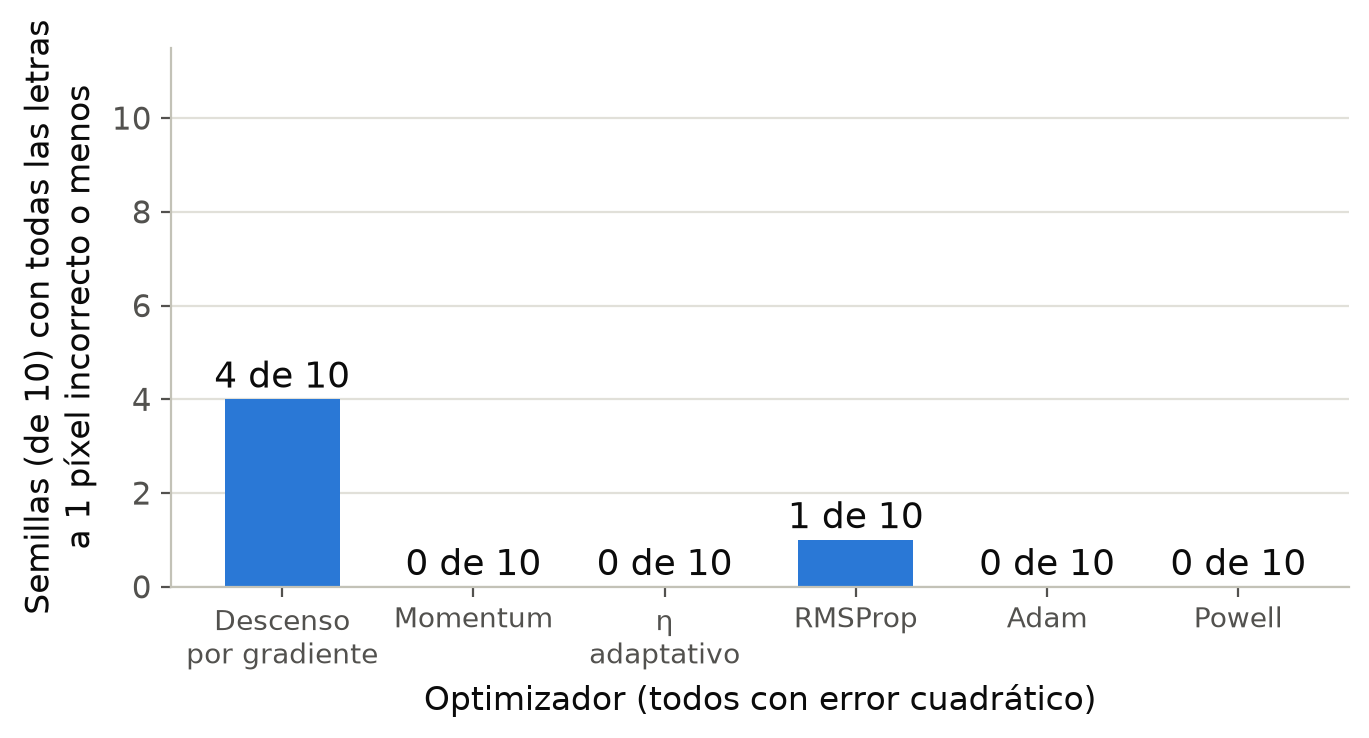 Semillas (de 10) con todas las letras
a 1 píxel incorrecto o menos
10
8
6
4
2
0
4 de 10
0 de 10
0 de 10
1 de 10
0 de 10
0 de 10
Descenso
por gradiente
Momentum
η
adaptativo
RMSProp
Adam
Powell
Optimizador (todos con error cuadrático)